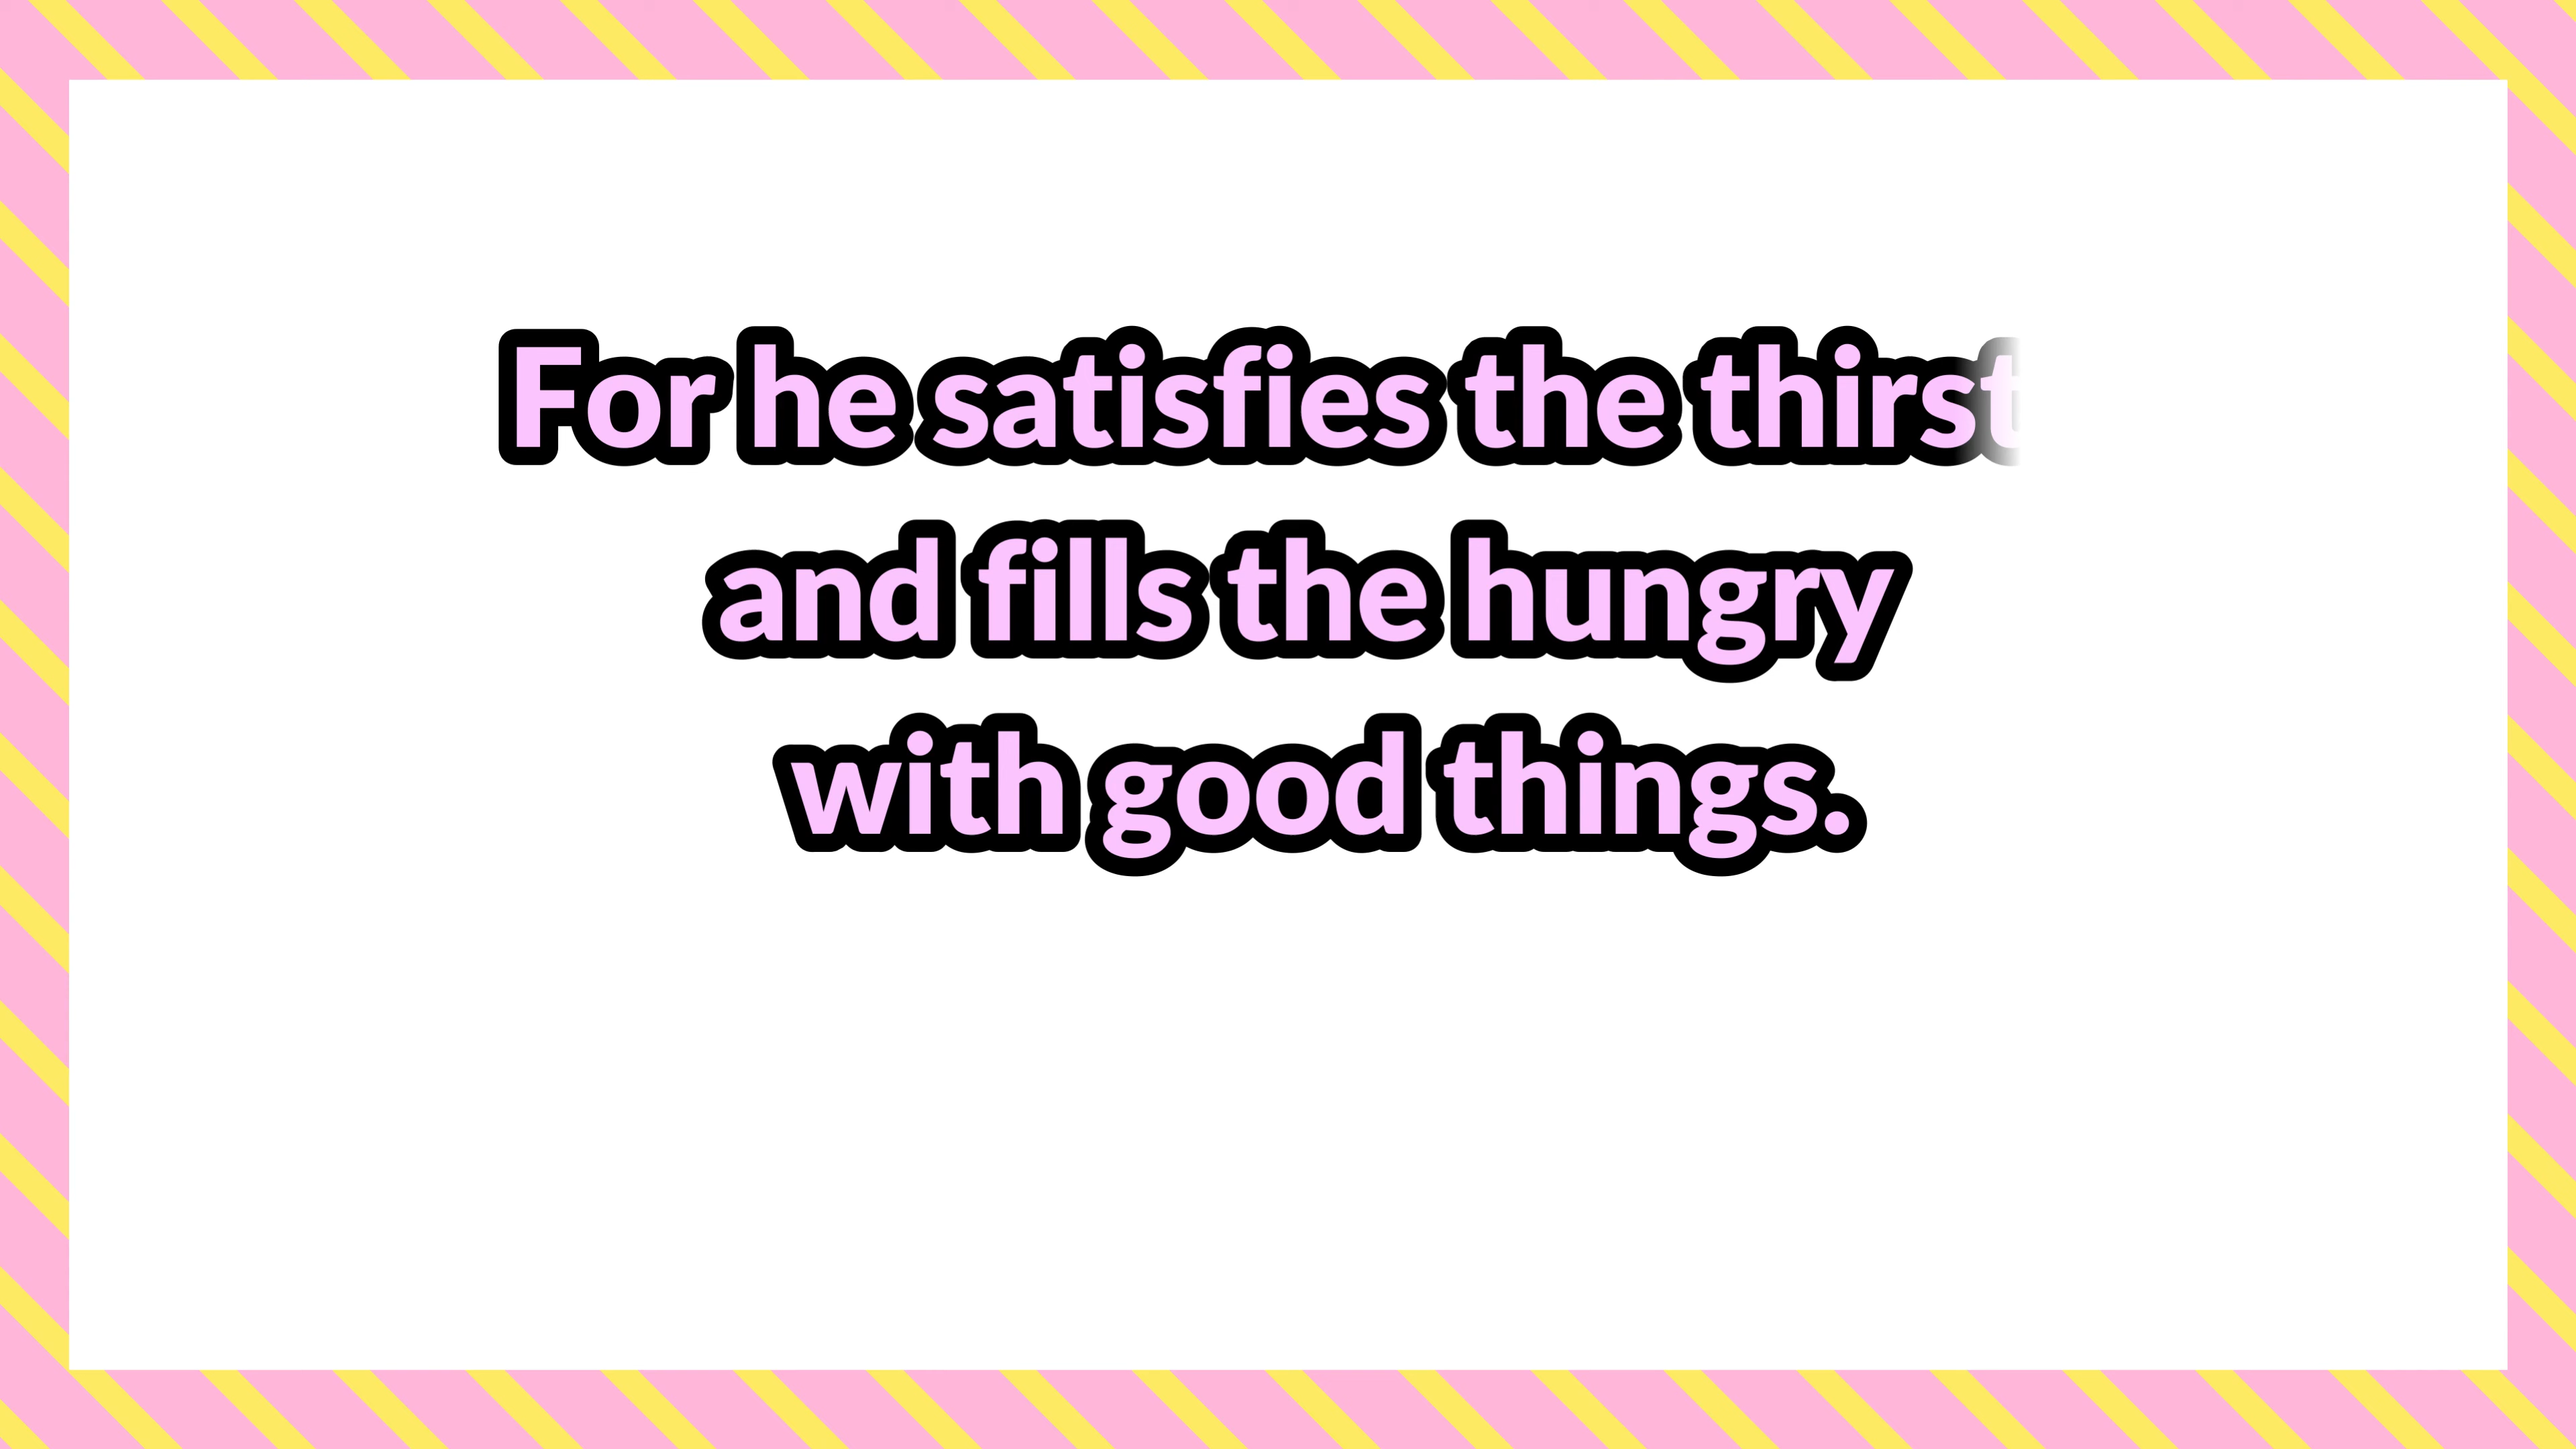 For he satisfies the thirst
and fills the hungry
with good things.